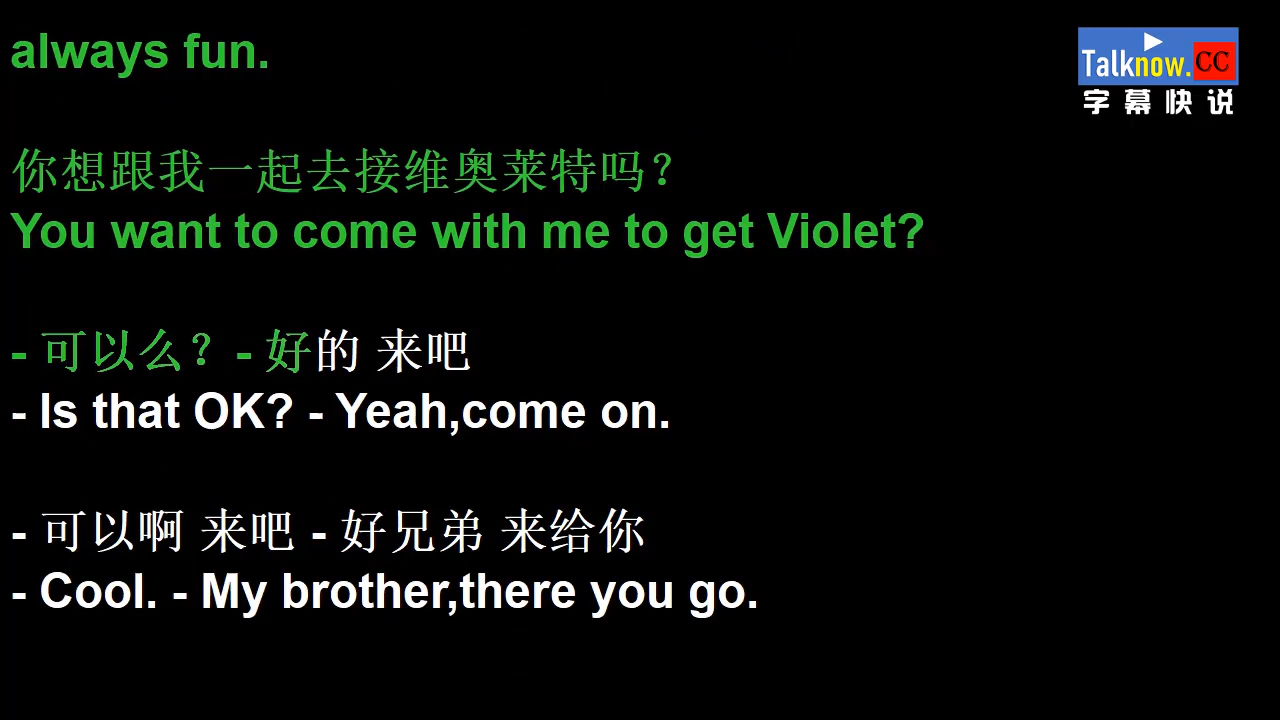 always fun.
Talknow.CC
字幕快说
你想跟我一起去接维奥莱特吗?
You want to come with me to get Violet?
- 可以么? - 好的 来吧
- Is that OK? - Yeah,come on.
- 可以啊 来吧 - 好兄弟 来给你
- Cool. - My brother,there you go.